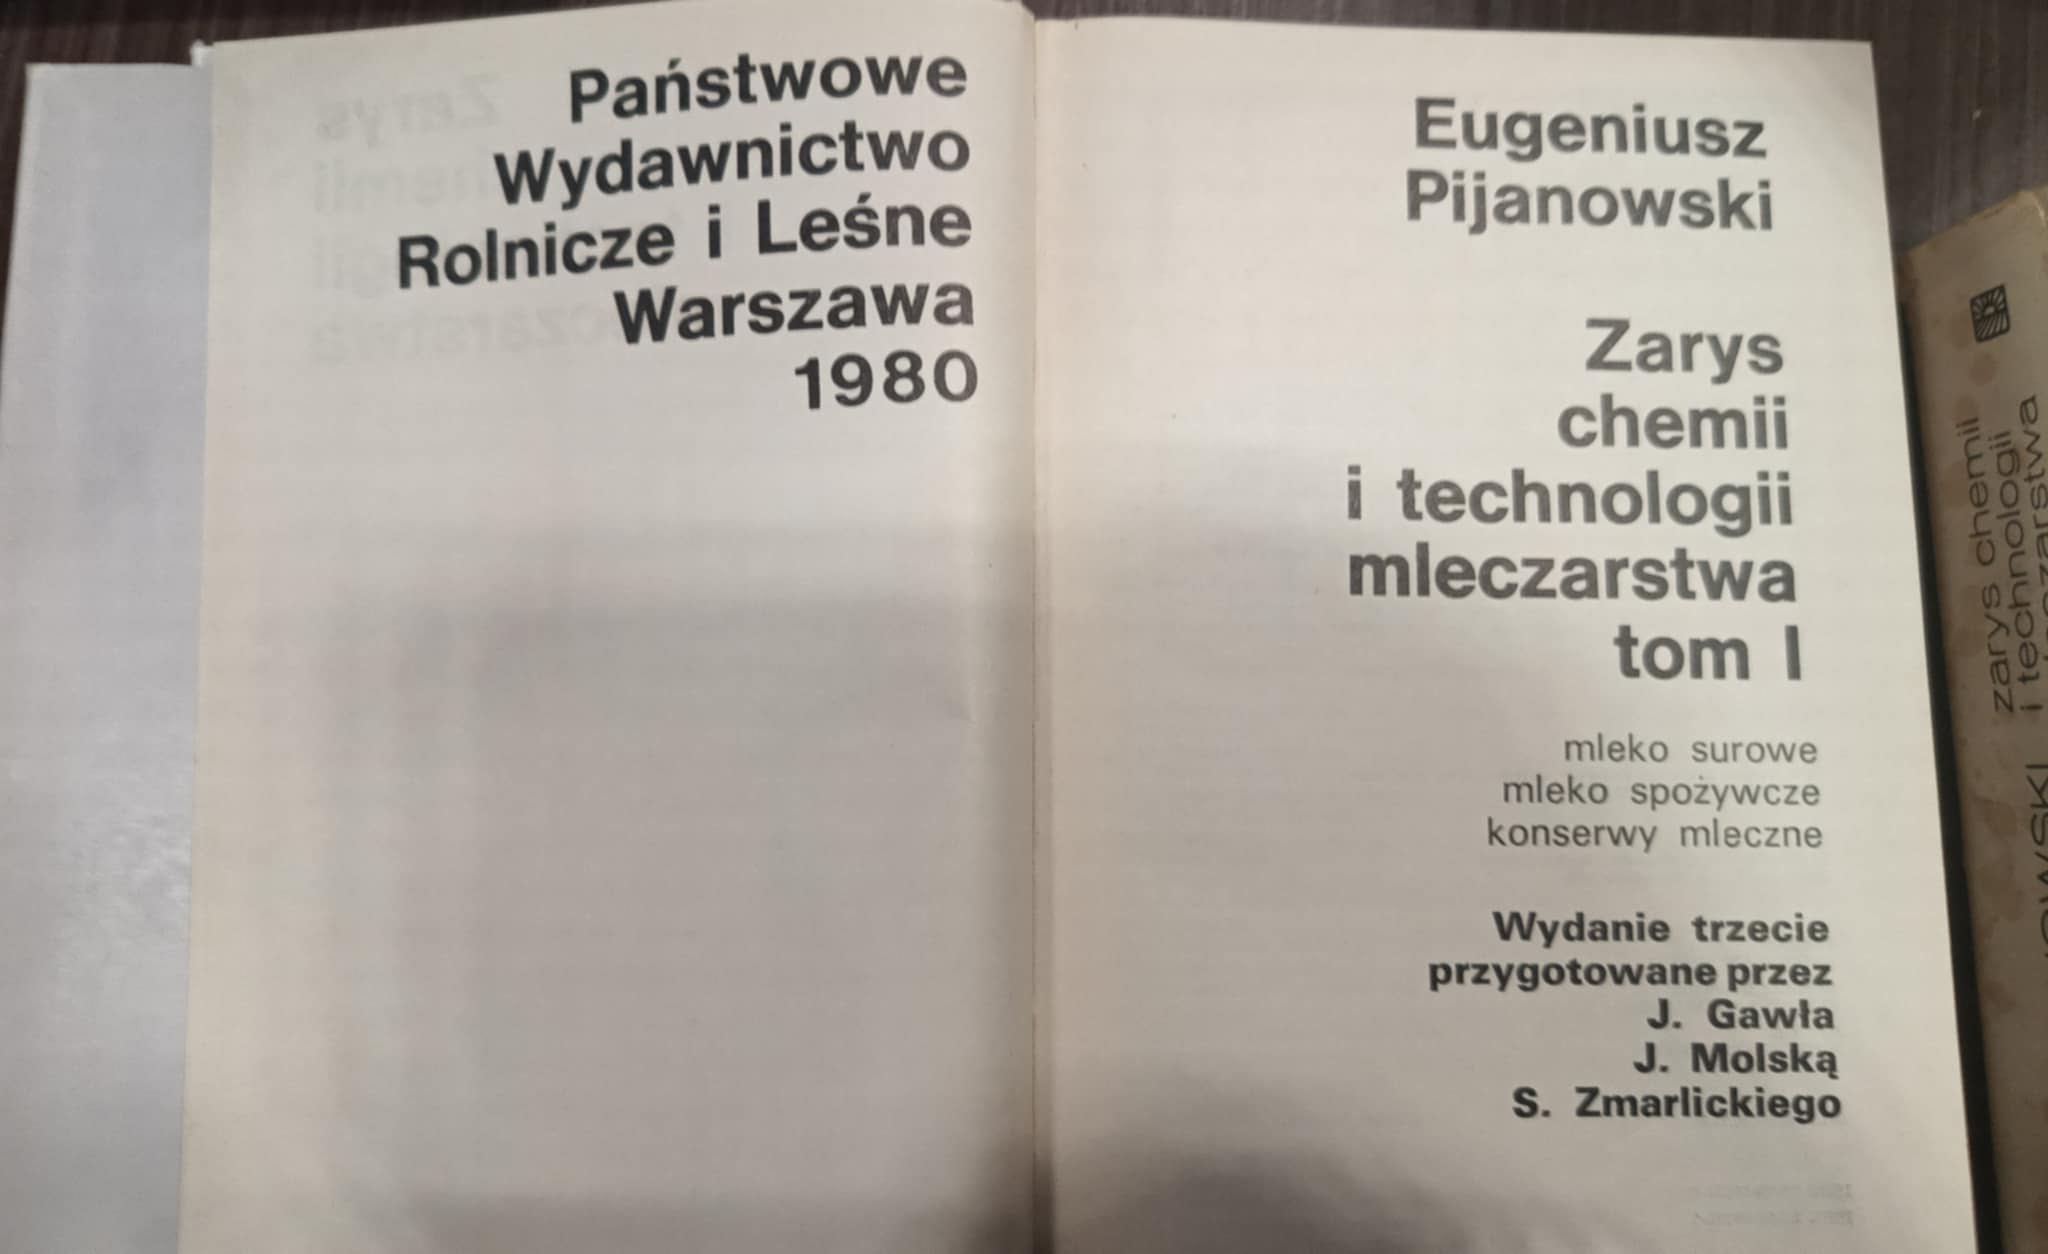 Państwowe
Wydawnictwo
Rolnicze i Leśne
Warszawa
1980
Eugeniusz
Pijanowski
Zarys
chemii
i technologii
mleczarstwa
tom I
mleko surowe
mleko spożywcze
konserwy mleczne
Wydanie trzecie
przygotowane przez
J. Gawła
J. Molską
S. Zmarlickiego
zarys chemii
i technologii